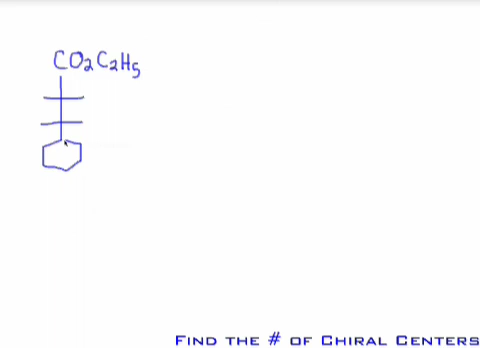 CO2C2H5
FIND THE # OF CHIRAL CENTERS